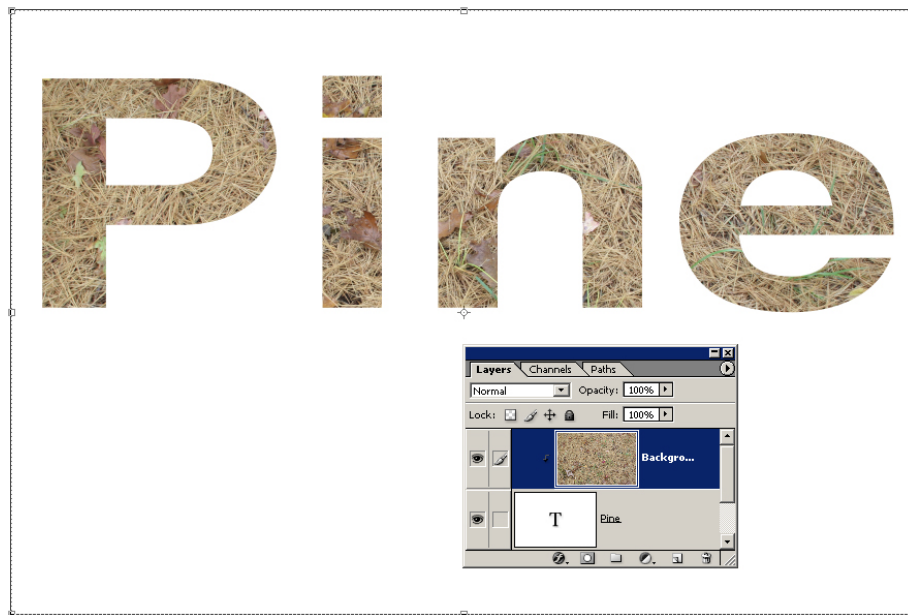 Pine
Layers Channels Paths
Normal Opacity: 100%
Lock: Fill: 100%
Backgro...
T Pine